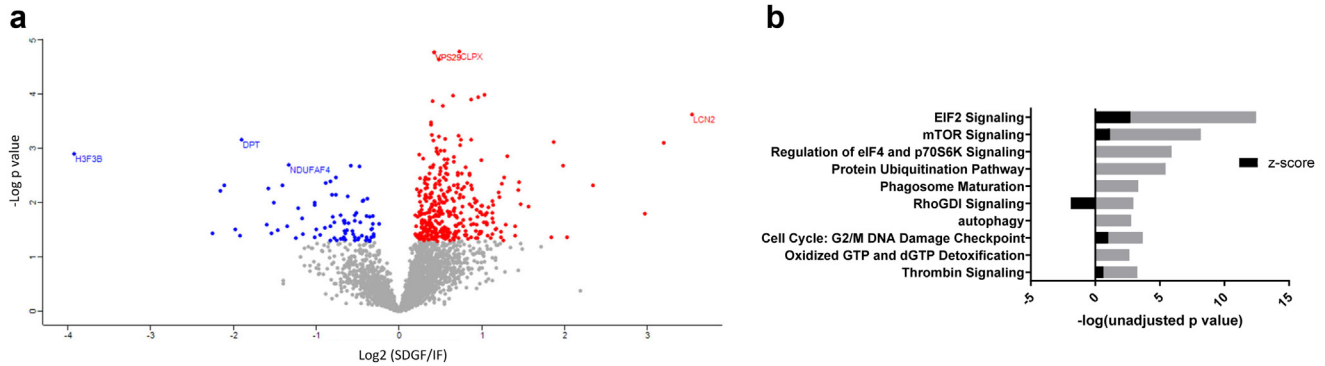 a
5
4
3
2
1
0
-Log p value
VPS29
CLPX
LCN2
DPT
H3F3B
NDUFAF4
-4
-3
-2
-1
0
1
2
3
Log2 (SDGF/IF)
b
EIF2 Signaling
mTOR Signaling
Regulation of eIF4 and p70S6K Signaling
Protein Ubiquitination Pathway
Phagosome Maturation
RhoGDI Signaling
autophagy
Cell Cycle: G2/M DNA Damage Checkpoint
Oxidized GTP and dGTP Detoxification
Thrombin Signaling
z-score
-5
0
5
10
15
-log(unadjusted p value)